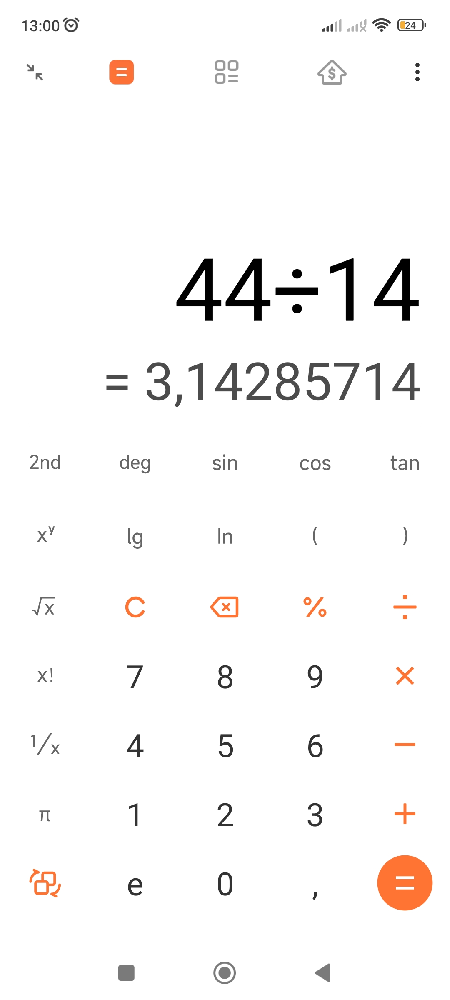 13:00 24
44÷14
= 3,14285714
2nd deg sin cos tan
xʸ lg ln ( )
√x C % ÷
x! 7 8 9 ×
1/x 4 5 6 −
π 1 2 3 +
e 0 , =